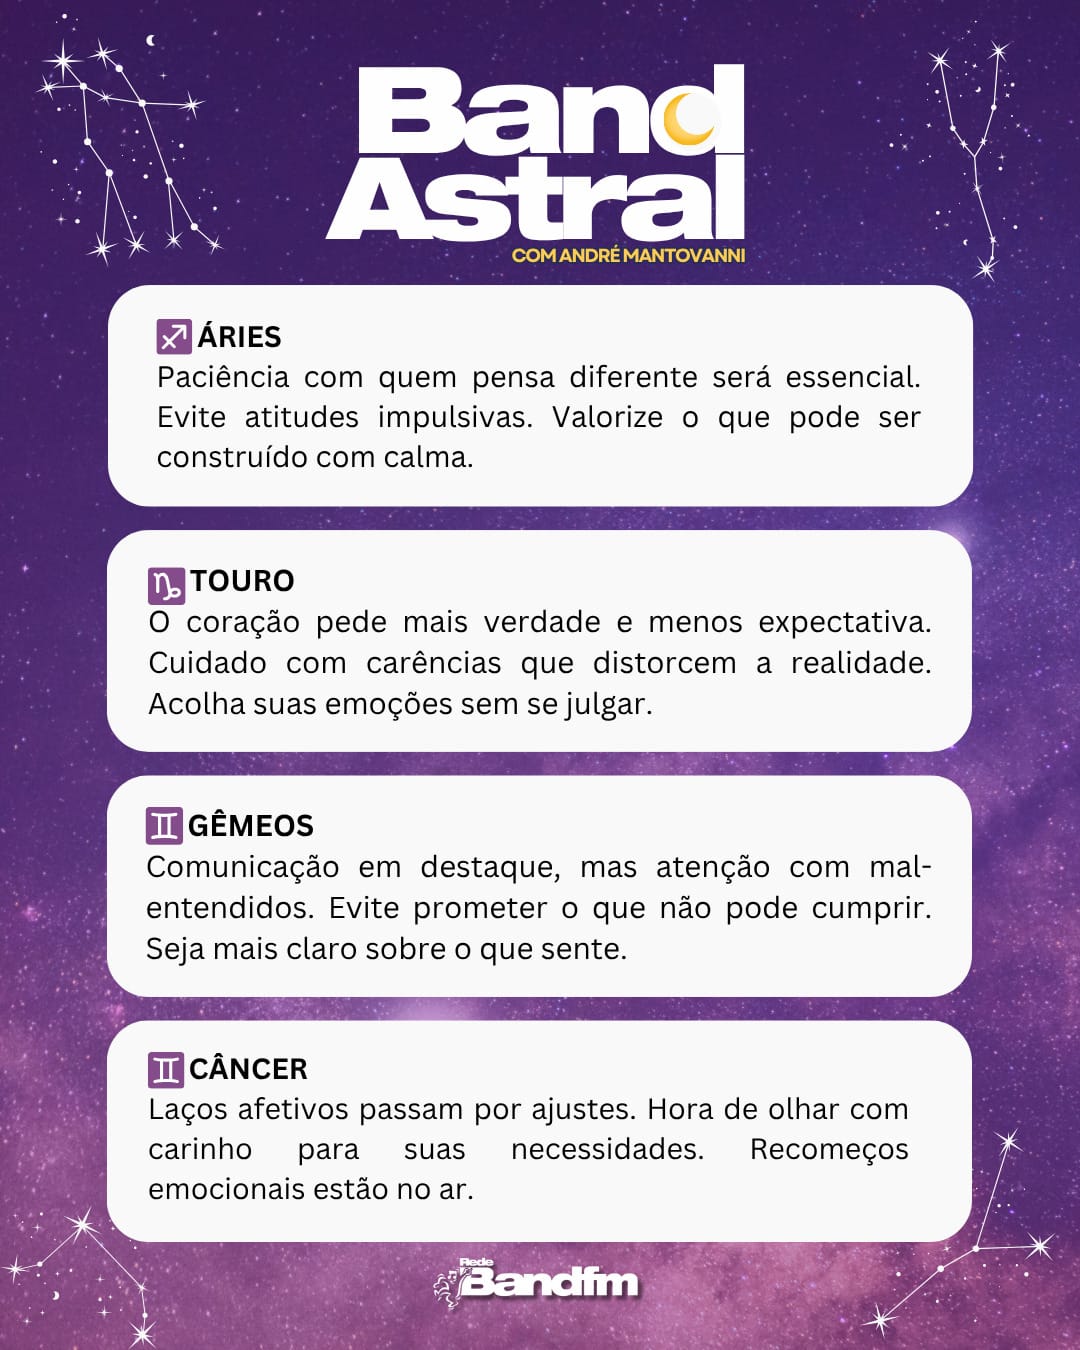 Band
Astral
COM ANDRÉ MANTOVANNI
♐ ÁRIES
Paciência com quem pensa diferente será essencial.
Evite atitudes impulsivas. Valorize o que pode ser
construído com calma.
♑ TOURO
O coração pede mais verdade e menos expectativa.
Cuidado com carências que distorcem a realidade.
Acolha suas emoções sem se julgar.
♊ GÊMEOS
Comunicação em destaque, mas atenção com mal-
entendidos. Evite prometer o que não pode cumprir.
Seja mais claro sobre o que sente.
♊ CÂNCER
Laços afetivos passam por ajustes. Hora de olhar com
carinho para suas necessidades. Recomeços
emocionais estão no ar.
Rede
Bandfm